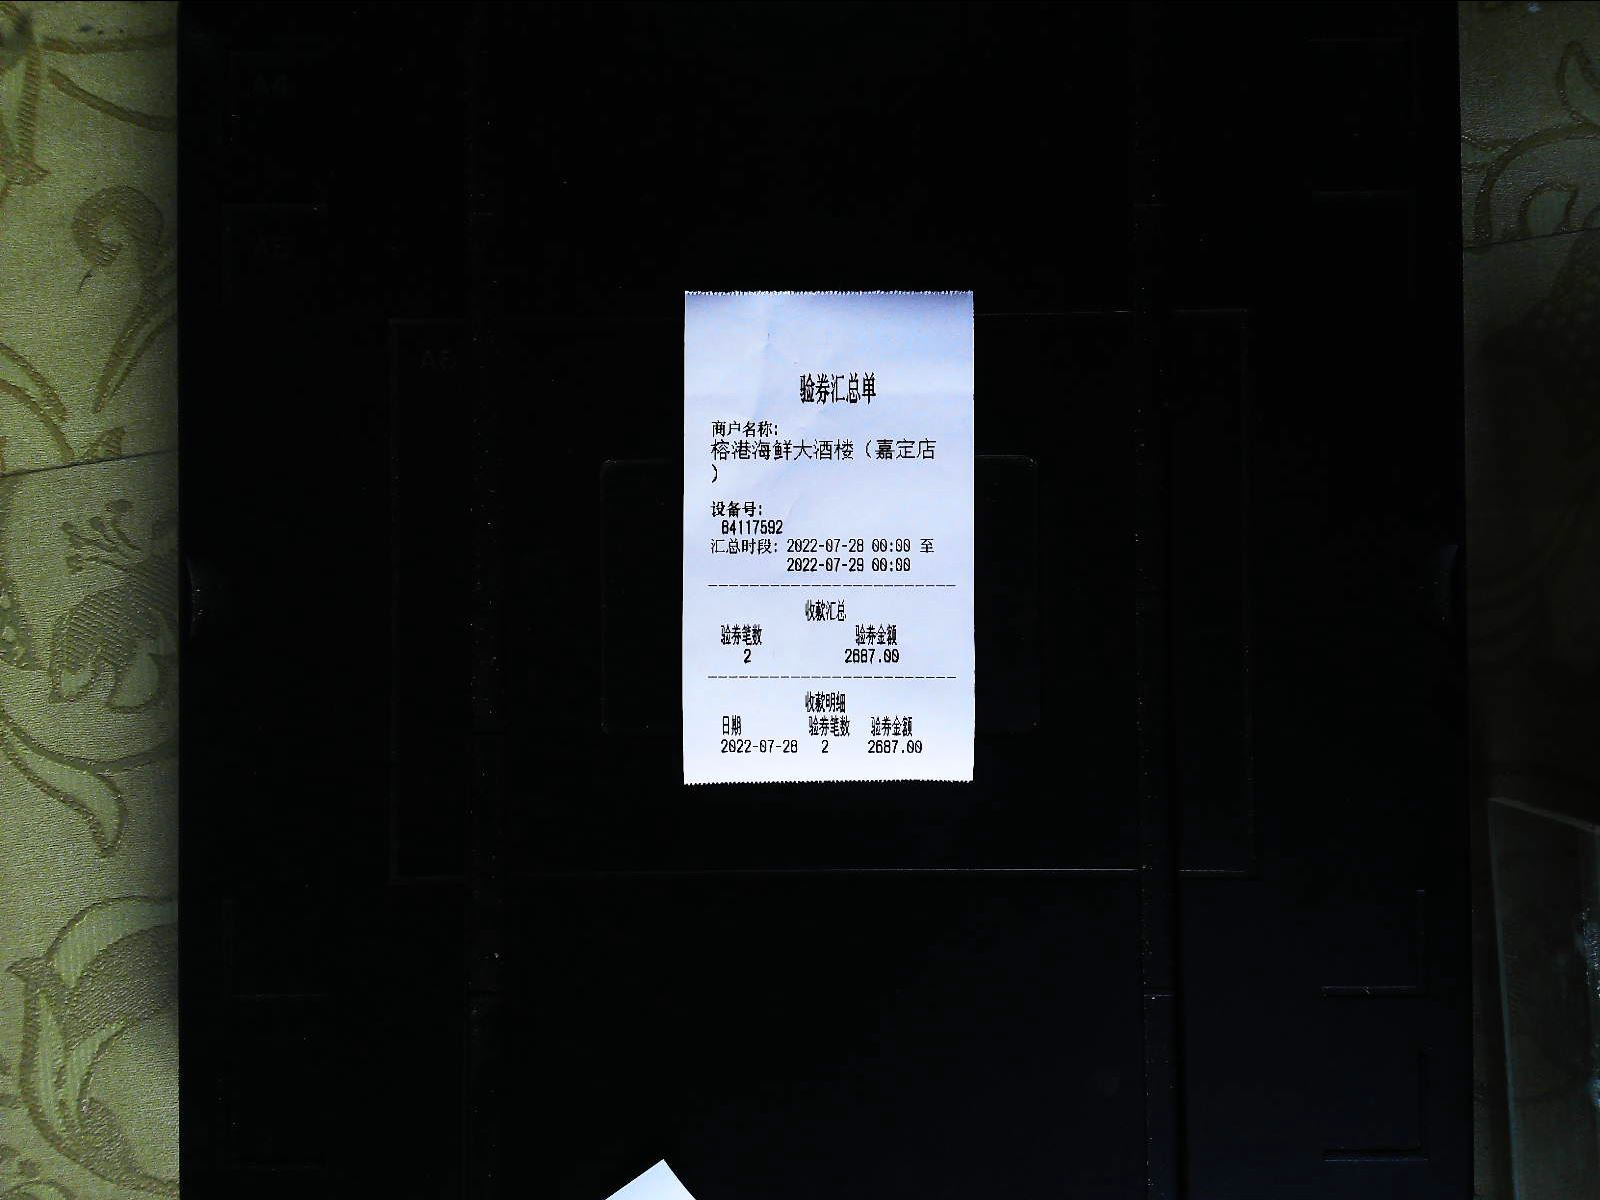 验券汇总单
商户名称:
榕港海鲜大酒楼（嘉定店
）
设备号:
84117592
汇总时段: 2022-07-28 00:00 至
2022-07-29 00:00
收款汇总
验券笔数 验券金额
2 2687.00
收款明细
日期 验券笔数 验券金额
2022-07-28 2 2687.00